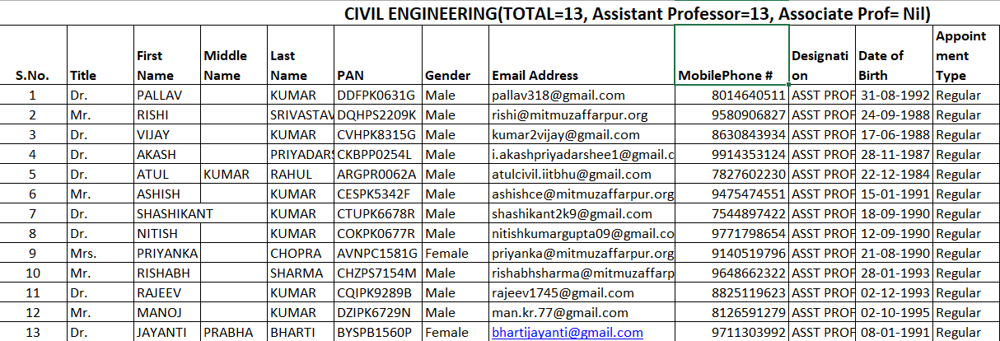 CIVIL ENGINEERING(TOTAL=13, Assistant Professor=13, Associate Prof= Nil)
S.No. Title First Name Middle Name Last Name PAN Gender Email Address MobilePhone # Designati on Date of Birth Appoint ment Type
1 Dr. PALLAV KUMAR DDFPK0631G Male pallav318@gmail.com 8014640511 ASST PROF 31-08-1992 Regular
2 Mr. RISHI SRIVASTAV DQHPS2209K Male rishi@mitmuzaffarpur.org 9580906827 ASST PROF 24-09-1988 Regular
3 Dr. VIJAY KUMAR CVHPK8315G Male kumar2vijay@gmail.com 8630843934 ASST PROF 17-06-1988 Regular
4 Dr. AKASH PRIYADARS CKBPP0254L Male i.akashpriyadarshee1@gmail.c 9914353124 ASST PROF 28-11-1987 Regular
5 Dr. ATUL KUMAR RAHUL ARGPR0062A Male atulcivil.iitbhu@gmail.com 7827602230 ASST PROF 22-12-1984 Regular
6 Mr. ASHISH KUMAR CESPK5342F Male ashishce@mitmuzaffarpur.org 9475474551 ASST PROF 15-01-1991 Regular
7 Dr. SHASHIKANT KUMAR CTUPK6678R Male shashikant2k9@gmail.com 7544897422 ASST PROF 18-09-1990 Regular
8 Dr. NITISH KUMAR COKPK0677R Male nitishkumargupta09@gmail.co 9771798654 ASST PROF 12-09-1990 Regular
9 Mrs. PRIYANKA CHOPRA AVNPC1581G Female priyanka@mitmuzaffarpur.org 9140519796 ASST PROF 21-08-1990 Regular
10 Mr. RISHABH SHARMA CHZPS7154M Male rishabhsharma@mitmuzaffarp 9648662322 ASST PROF 28-01-1993 Regular
11 Dr. RAJEEV KUMAR CQIPK9289B Male rajeev1745@gmail.com 8825119623 ASST PROF 02-12-1993 Regular
12 Mr. MANOJ KUMAR DZIPK6729N Male man.kr.77@gmail.com 8126591279 ASST PROF 02-10-1995 Regular
13 Dr. JAYANTI PRABHA BHARTI BYSPB1560P Female bhartijayanti@gmail.com 9711303992 ASST PROF 08-01-1991 Regular